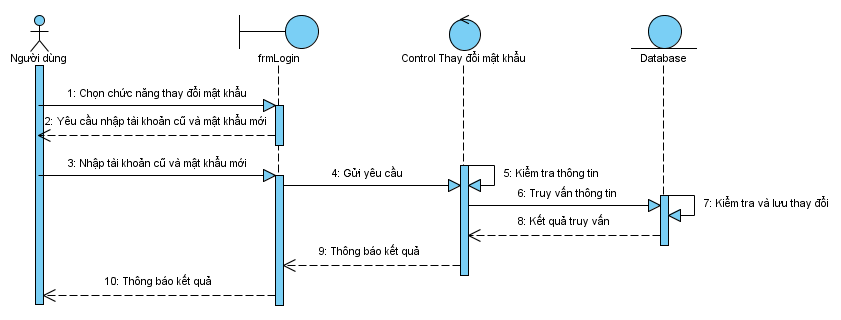 Người dùng
frmLogin
Control Thay đổi mật khẩu
Database
1: Chọn chức năng thay đổi mật khẩu
2: Yêu cầu nhập tài khoản cũ và mật khẩu mới
3: Nhập tài khoản cũ và mật khẩu mới
4: Gửi yêu cầu
5: Kiểm tra thông tin
6: Truy vấn thông tin
7: Kiểm tra và lưu thay đổi
8: Kết quả truy vấn
9: Thông báo kết quả
10: Thông báo kết quả